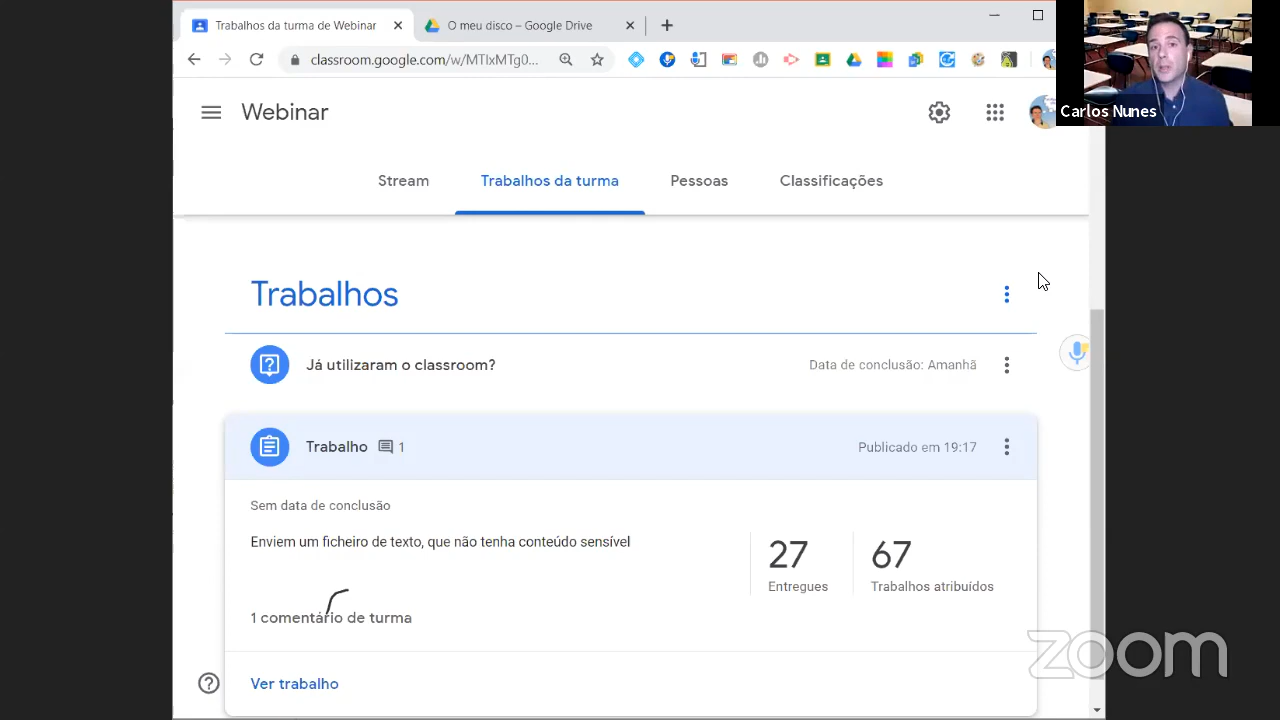 Trabalhos da turma de Webinar
O meu disco – Google Drive
classroom.google.com/w/MTIxMTg0...
Carlos Nunes
Webinar
Stream
Trabalhos da turma
Pessoas
Classificações
Trabalhos
Já utilizaram o classroom?
Data de conclusão: Amanhã
Trabalho 1
Publicado em 19:17
Sem data de conclusão
Enviem um ficheiro de texto, que não tenha conteúdo sensível
27
67
Entregues
Trabalhos atribuídos
1 comentário de turma
zoom
Ver trabalho